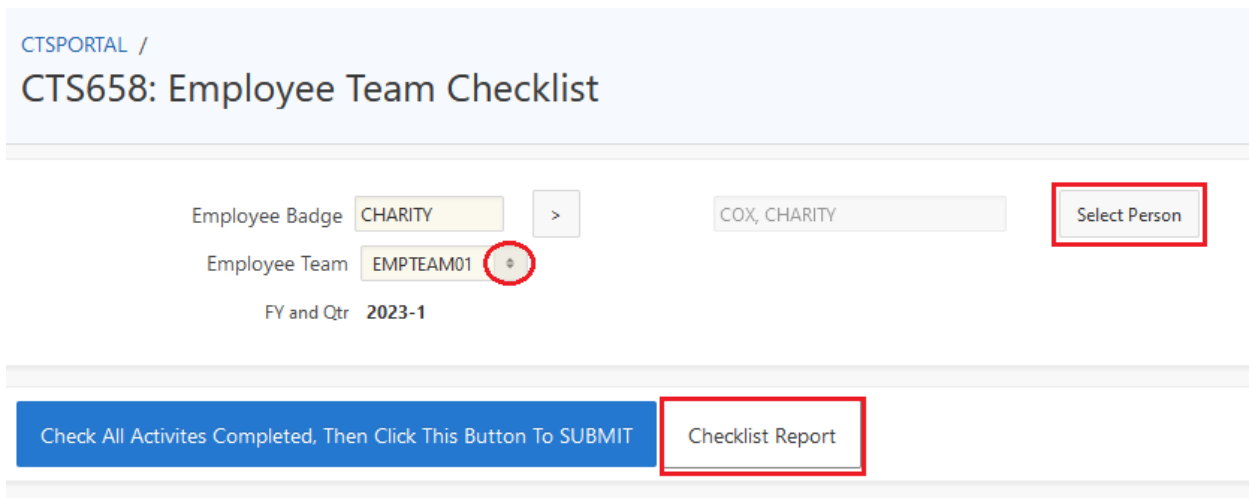 CTSPORTAL /
CTS658: Employee Team Checklist
Employee Badge CHARITY > COX, CHARITY Select Person
Employee Team EMPTEAM01
FY and Qtr 2023-1
Check All Activites Completed, Then Click This Button To SUBMIT Checklist Report